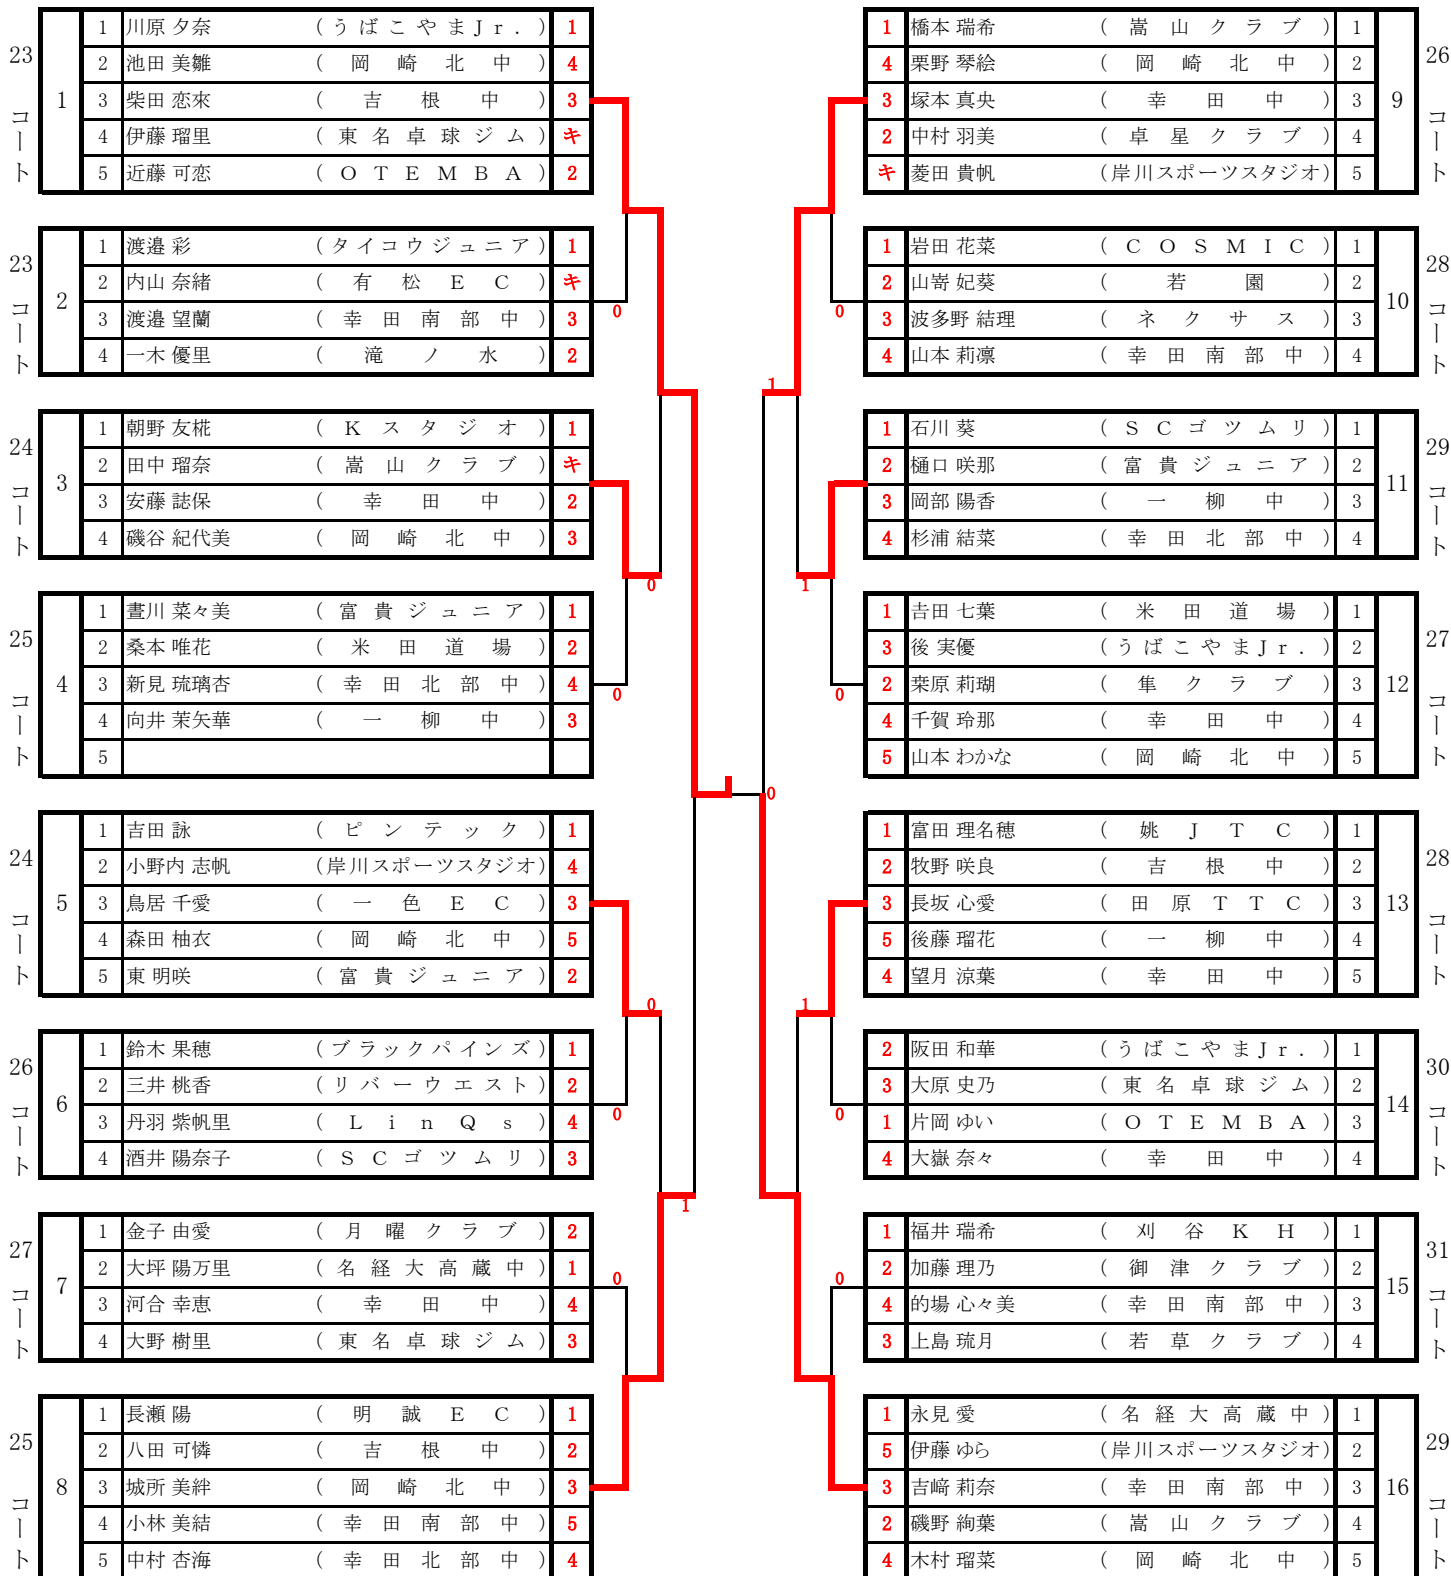 23 コート
1
1 川原 夕奈 (うばこやまJr.) 1
2 池田 美雛 (岡崎北中) 4
3 柴田 恋來 (吉根中) 3
4 伊藤 瑠里 (東名卓球ジム) キ
5 近藤 可恋 (OTEMBA) 2
23 コート
2
1 渡邉 彩 (タイコウジュニア) 1
2 内山 奈緒 (有松EC) キ
3 渡邉 望蘭 (幸田南部中) 3
4 一木 優里 (滝ノ水) 2
0
24 コート
3
1 朝野 友椛 (Kスタジオ) 1
2 田中 瑠奈 (嵩山クラブ) キ
3 安藤 誌保 (幸田中) 2
4 磯谷 紀代美 (岡崎北中) 3
0
25 コート
4
1 晝川 菜々美 (富貴ジュニア) 1
2 桑本 唯花 (米田道場) 2
3 新見 琉璃杏 (幸田北部中) 4
4 向井 茉矢華 (一柳中) 3
5
0
24 コート
5
1 吉田 詠 (ピンテック) 1
2 小野内 志帆 (岸川スポーツスタジオ) 4
3 鳥居 千愛 (一色EC) 3
4 森田 柚衣 (岡崎北中) 5
5 東 明咲 (富貴ジュニア) 2
0
26 コート
6
1 鈴木 果穂 (ブラックパインズ) 1
2 三井 桃香 (リバーウエスト) 2
3 丹羽 紫帆里 (LinQs) 4
4 酒井 陽奈子 (SCゴツムリ) 3
0
1
27 コート
7
1 金子 由愛 (月曜クラブ) 2
2 大坪 陽万里 (名経大高蔵中) 1
3 河合 幸恵 (幸田中) 4
4 大野 樹里 (東名卓球ジム) 3
0
25 コート
8
1 長瀬 陽 (明誠EC) 1
2 八田 可憐 (吉根中) 2
3 城所 美絆 (岡崎北中) 3
4 小林 美結 (幸田南部中) 5
5 中村 杏海 (幸田北部中) 4
26 コート
9
1 橋本 瑞希 (嵩山クラブ) 1
4 栗野 琴絵 (岡崎北中) 2
3 塚本 真央 (幸田中) 3
2 中村 羽美 (卓星クラブ) 4
キ 菱田 貴帆 (岸川スポーツスタジオ) 5
28 コート
10
1 岩田 花菜 (COSMIC) 1
2 山嵜 妃葵 (若園) 2
3 波多野 結理 (ネクサス) 3
4 山本 莉凛 (幸田南部中) 4
0
1
29 コート
11
1 石川 葵 (SCゴツムリ) 1
2 樋口 咲那 (富貴ジュニア) 2
3 岡部 陽香 (一柳中) 3
4 杉浦 結菜 (幸田北部中) 4
1
27 コート
12
1 吉田 七葉 (米田道場) 1
3 後 実優 (うばこやまJr.) 2
2 栗原 莉瑚 (隼クラブ) 3
4 千賀 玲那 (幸田中) 4
5 山本 わかな (岡崎北中) 5
0
0
28 コート
13
1 富田 理名穂 (姚JTC) 1
2 牧野 咲良 (吉根中) 2
3 長坂 心愛 (田原TTC) 3
5 後藤 瑠花 (一柳中) 4
4 望月 涼葉 (幸田中) 5
1
30 コート
14
2 阪田 和華 (うばこやまJr.) 1
3 大原 史乃 (東名卓球ジム) 2
1 片岡 ゆい (OTEMBA) 3
4 大嶽 奈々 (幸田中) 4
0
31 コート
15
1 福井 瑞希 (刈谷KH) 1
2 加藤 理乃 (御津クラブ) 2
4 的場 心々美 (幸田南部中) 3
3 上島 琉月 (若草クラブ) 4
0
29 コート
16
1 永見 愛 (名経大高蔵中) 1
5 伊藤 ゆら (岸川スポーツスタジオ) 2
3 吉﨑 莉奈 (幸田南部中) 3
2 磯野 絢葉 (嵩山クラブ) 4
4 木村 瑠菜 (岡崎北中) 5